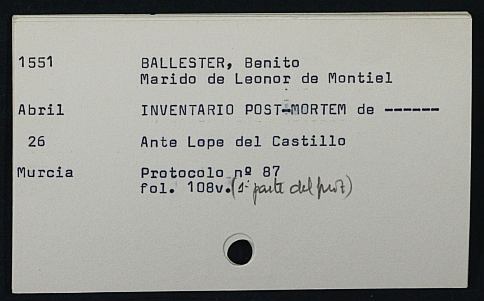 1551 BALLESTER, Benito
Marido de Leonor de Montiel
Abril INVENTARIO POST-MORTEM de ------
26 Ante Lope del Castillo
Murcia Protocolo nº 87
fol. 108v. (1ª parte del prot)